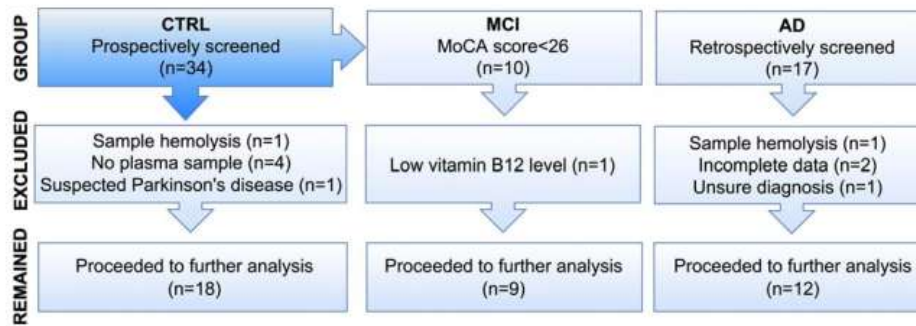 GROUP
CTRL
Prospectively screened
(n=34)
MCI
MoCA score<26
(n=10)
AD
Retrospectively screened
(n=17)
EXCLUDED
Sample hemolysis (n=1)
No plasma sample (n=4)
Suspected Parkinson's disease (n=1)
Low vitamin B12 level (n=1)
Sample hemolysis (n=1)
Incomplete data (n=2)
Unsure diagnosis (n=1)
REMAINED
Proceeded to further analysis
(n=18)
Proceeded to further analysis
(n=9)
Proceeded to further analysis
(n=12)